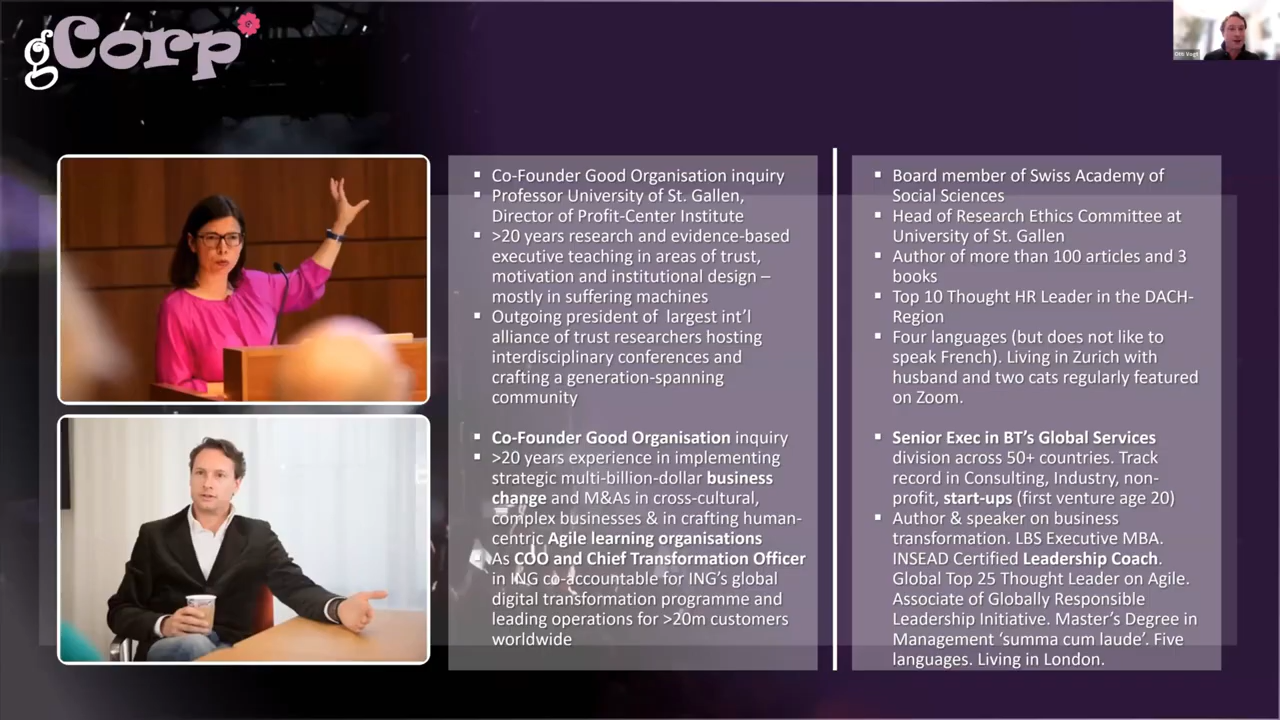 gCorp
Otti Vogt
Co-Founder Good Organisation inquiry
Professor University of St. Gallen,
Director of Profit-Center Institute
>20 years research and evidence-based
executive teaching in areas of trust,
motivation and institutional design –
mostly in suffering machines
Outgoing president of largest int'l
alliance of trust researchers hosting
interdisciplinary conferences and
crafting a generation-spanning
community
Board member of Swiss Academy of
Social Sciences
Head of Research Ethics Committee at
University of St. Gallen
Author of more than 100 articles and 3
books
Top 10 Thought HR Leader in the DACH-
Region
Four languages (but does not like to
speak French). Living in Zurich with
husband and two cats regularly featured
on Zoom.
Co-Founder Good Organisation inquiry
>20 years experience in implementing
strategic multi-billion-dollar business
change and M&As in cross-cultural,
complex businesses & in crafting human-
centric Agile learning organisations
As COO and Chief Transformation Officer
in ING co-accountable for ING's global
digital transformation programme and
leading operations for >20m customers
worldwide
Senior Exec in BT's Global Services
division across 50+ countries. Track
record in Consulting, Industry, non-
profit, start-ups (first venture age 20)
Author & speaker on business
transformation. LBS Executive MBA.
INSEAD Certified Leadership Coach.
Global Top 25 Thought Leader on Agile.
Associate of Globally Responsible
Leadership Initiative. Master's Degree in
Management 'summa cum laude'. Five
languages. Living in London.